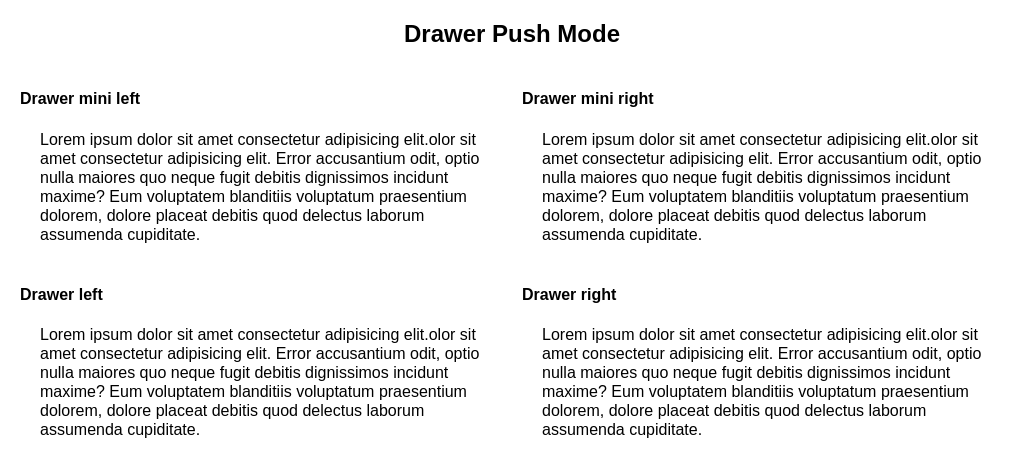 Drawer Push Mode
Drawer mini left
Lorem ipsum dolor sit amet consectetur adipisicing elit.olor sit
amet consectetur adipisicing elit. Error accusantium odit, optio
nulla maiores quo neque fugit debitis dignissimos incidunt
maxime? Eum voluptatem blanditiis voluptatum praesentium
dolorem, dolore placeat debitis quod delectus laborum
assumenda cupiditate.
Drawer mini right
Lorem ipsum dolor sit amet consectetur adipisicing elit.olor sit
amet consectetur adipisicing elit. Error accusantium odit, optio
nulla maiores quo neque fugit debitis dignissimos incidunt
maxime? Eum voluptatem blanditiis voluptatum praesentium
dolorem, dolore placeat debitis quod delectus laborum
assumenda cupiditate.
Drawer left
Lorem ipsum dolor sit amet consectetur adipisicing elit.olor sit
amet consectetur adipisicing elit. Error accusantium odit, optio
nulla maiores quo neque fugit debitis dignissimos incidunt
maxime? Eum voluptatem blanditiis voluptatum praesentium
dolorem, dolore placeat debitis quod delectus laborum
assumenda cupiditate.
Drawer right
Lorem ipsum dolor sit amet consectetur adipisicing elit.olor sit
amet consectetur adipisicing elit. Error accusantium odit, optio
nulla maiores quo neque fugit debitis dignissimos incidunt
maxime? Eum voluptatem blanditiis voluptatum praesentium
dolorem, dolore placeat debitis quod delectus laborum
assumenda cupiditate.